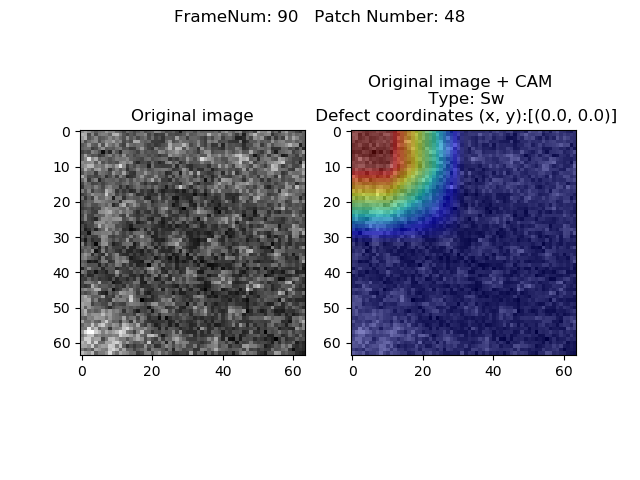 FrameNum: 90   Patch Number: 48
Original image
0
10
20
30
40
50
60
0 20 40 60
Original image + CAM
Type: Sw
Defect coordinates (x, y):[(0.0, 0.0)]
0
10
20
30
40
50
60
0 20 40 60